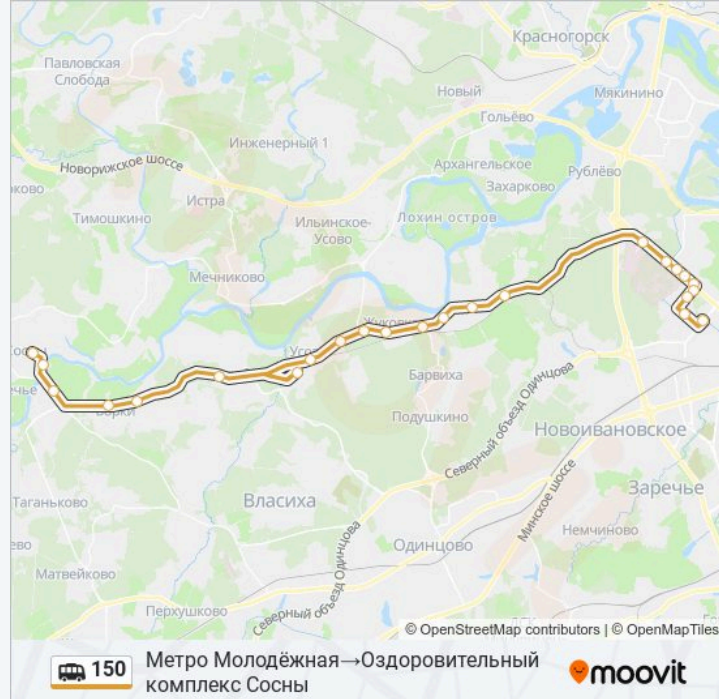 Красногорск
Павловская
Слобода
Мякинино
Новый
Гольёво
Инженерный 1
Новорижское шоссе
Архангельское
Рублёво
Захарково
Истра
Лохин остров
Тимошкино
Ильинское-
Усово
Мечниково
Барвиха
Подушкино
Северный объезд Одинцова
Новоивановское
Минское шоссе
Заречье
Таганьково
Власиха
Немчиново
Одинцово
Матвейково
Перхушково
Северный объезд Одинцова
© OpenStreetMap contributors | © OpenMapTiles
150
Метро Молодёжная→Оздоровительный
комплекс Сосны
moovit